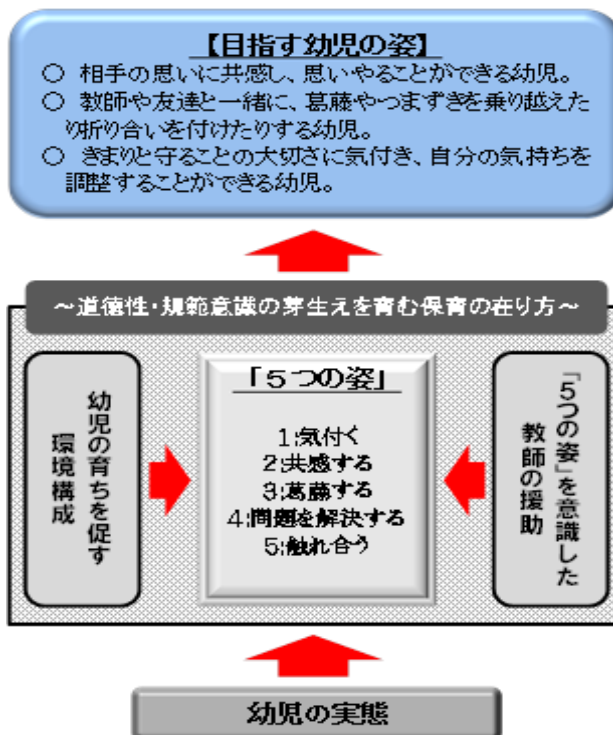 【目指す幼児の姿】
○ 相手の思いに共感し、思いやることができる幼児。
○ 教師や友達と一緒に、葛藤やつまずきを乗り越えた
り折り合いを付けたりする幼児。
○ きまりと守ることの大切さに気付き、自分の気持ちを
調整することができる幼児。
～道徳性・規範意識の芽生えを育む保育の在り方～
幼児の育ちを促す
環境構成
「５つの姿」
1:気付く
2:共感する
3:葛藤する
4:問題を解決する
5:触れ合う
「5つの姿」を意識した
教師の援助
幼児の実態